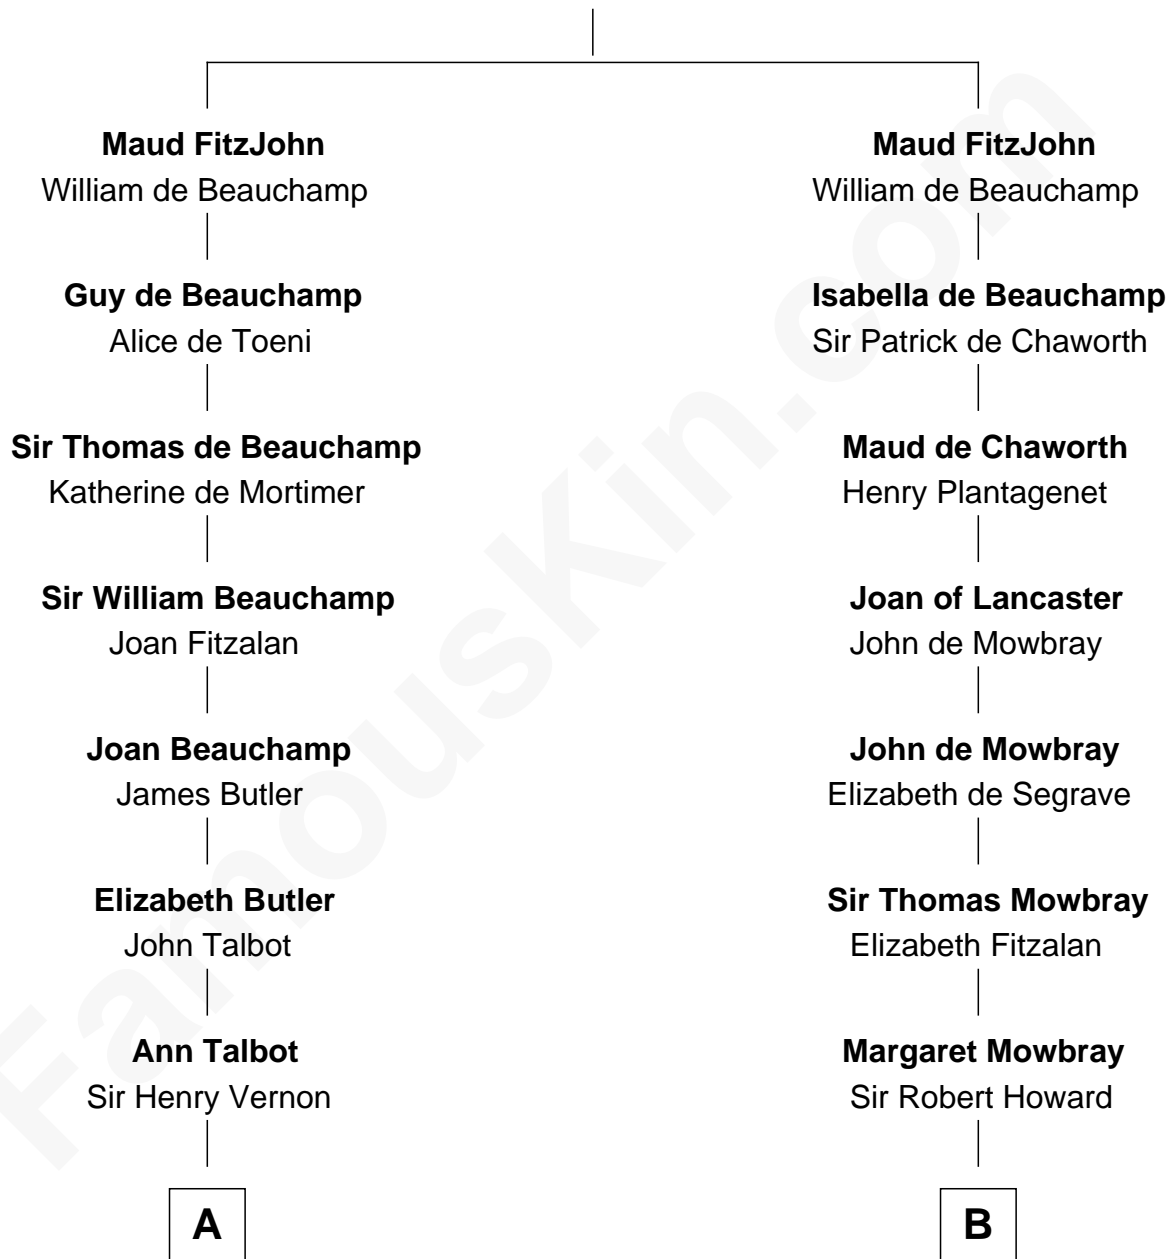 Maud FitzJohn
William de Beauchamp
Guy de Beauchamp
Alice de Toeni
Sir Thomas de Beauchamp
Katherine de Mortimer
Sir William Beauchamp
Joan Fitzalan
Joan Beauchamp
James Butler
Elizabeth Butler
John Talbot
Ann Talbot
Sir Henry Vernon
A
Maud FitzJohn
William de Beauchamp
Isabella de Beauchamp
Sir Patrick de Chaworth
Maud de Chaworth
Henry Plantagenet
Joan of Lancaster
John de Mowbray
John de Mowbray
Elizabeth de Segrave
Sir Thomas Mowbray
Elizabeth Fitzalan
Margaret Mowbray
Sir Robert Howard
B
FamousKin.com